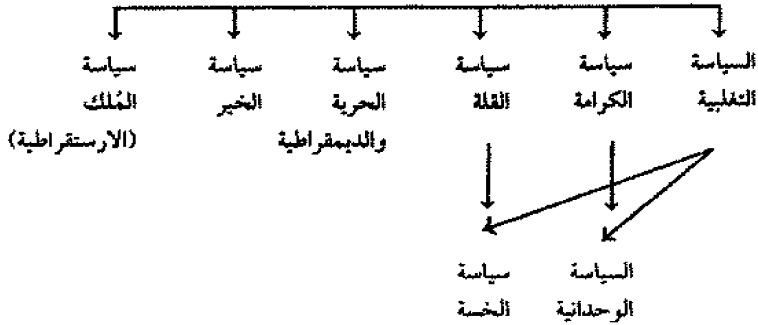 السياسة التغلبية
سياسة الكرامة
سياسة القلة
سياسة الحرية والديمقراطية
سياسة الخير
سياسة المُلك (الارستقراطية)
السياسة الوحدانية
سياسة الخسة